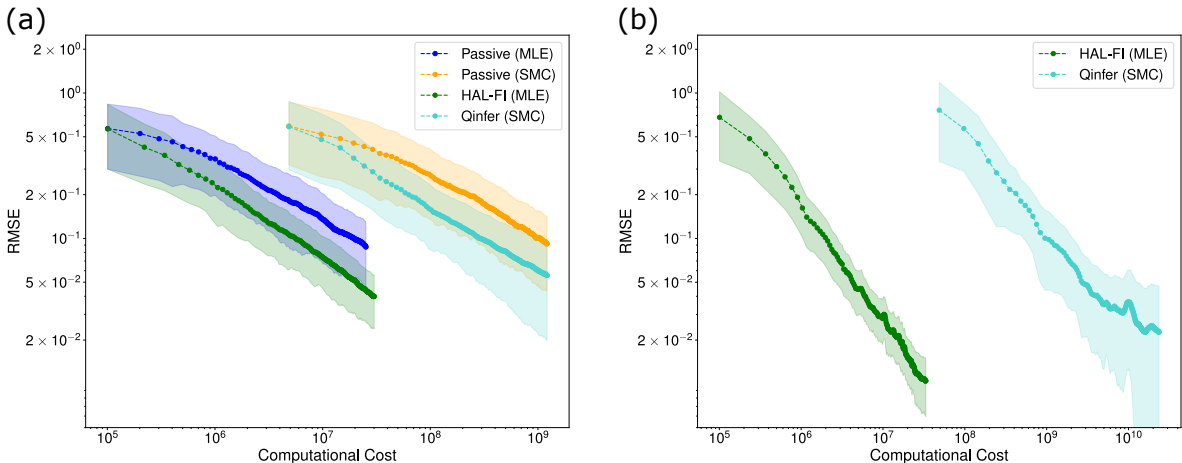 (a)
Passive (MLE)
Passive (SMC)
HAL-FI (MLE)
Qinfer (SMC)
RMSE
2 × 10⁰
10⁰
5 × 10⁻¹
2 × 10⁻¹
10⁻¹
5 × 10⁻²
2 × 10⁻²
10⁵
10⁶
10⁷
10⁸
10⁹
Computational Cost
(b)
HAL-FI (MLE)
Qinfer (SMC)
RMSE
2 × 10⁰
10⁰
5 × 10⁻¹
2 × 10⁻¹
10⁻¹
5 × 10⁻²
2 × 10⁻²
10⁵
10⁶
10⁷
10⁸
10⁹
10¹⁰
Computational Cost